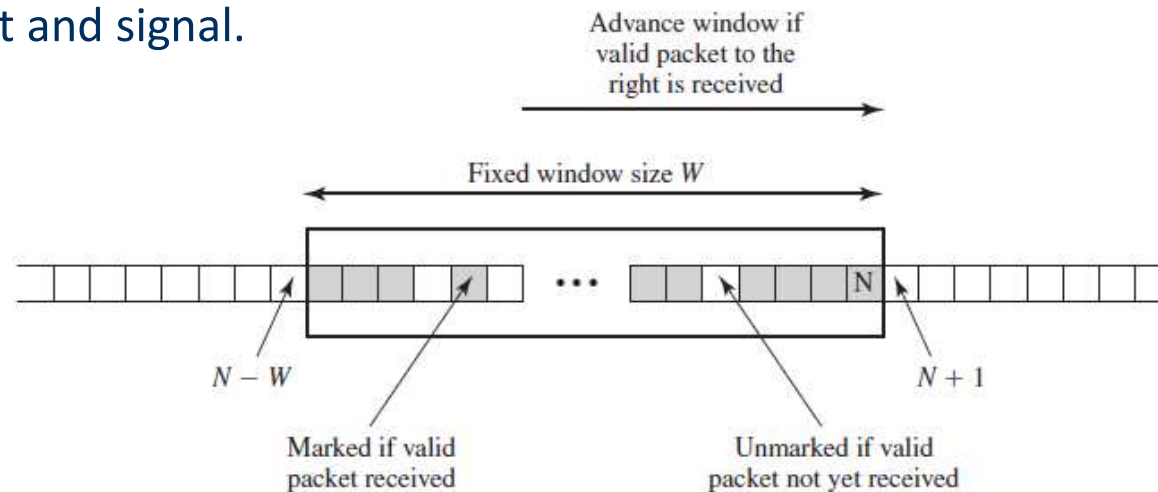 t and signal.
Advance window if
valid packet to the
right is received
Fixed window size W
N
N – W
N + 1
Marked if valid
packet received
Unmarked if valid
packet not yet received